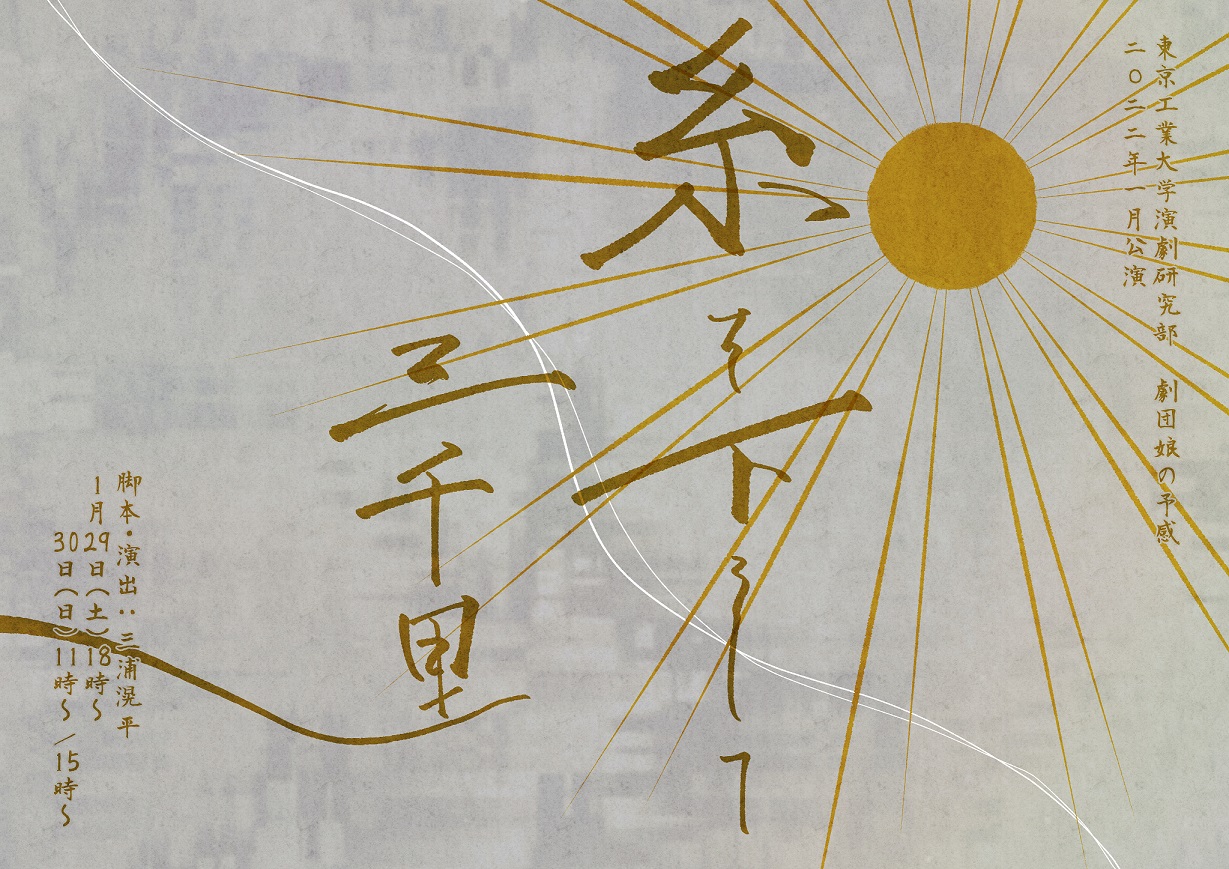 東京工業大学演劇研究部　劇団娘の予感
二〇二二年一月公演
糸を下ろして
三千里
脚本・演出：三浦滉平
1月29日(土)18時～
30日(日)11時～／15時～